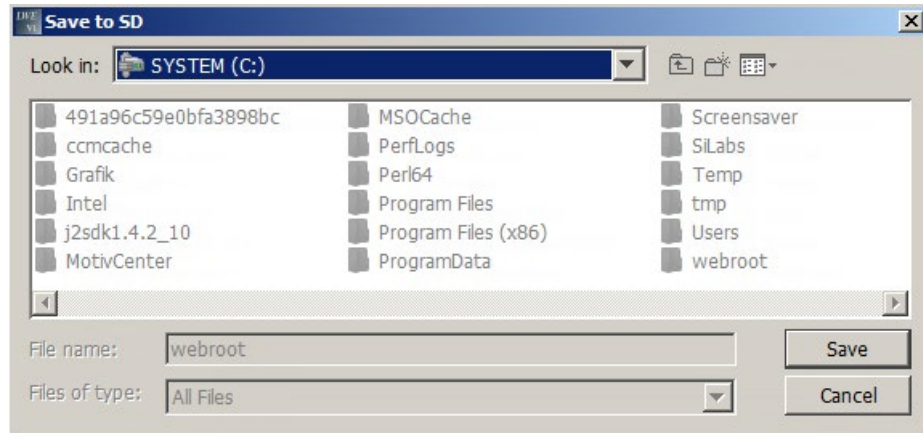 DVE VL Save to SD
Look in: SYSTEM (C:)
491a96c59e0bfa3898bc MSOCache Screensaver
ccmcache PerfLogs SiLabs
Grafik Perl64 Temp
Intel Program Files tmp
j2sdk1.4.2_10 Program Files (x86) Users
MotivCenter ProgramData webroot
File name: webroot Save
Files of type: All Files Cancel